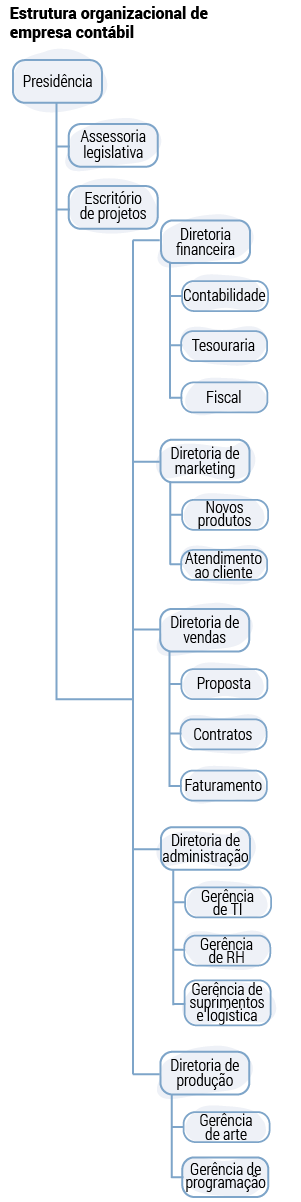 Estrutura organizacional de
empresa contábil
Presidência
Assessoria
legislativa
Escritório
de projetos
Diretoria
financeira
Contabilidade
Tesouraria
Fiscal
Diretoria de
marketing
Novos
produtos
Atendimento
ao cliente
Diretoria de
vendas
Proposta
Contratos
Faturamento
Diretoria de
administração
Gerência
de TI
Gerência
de RH
Gerência de
suprimentos
e logística
Diretoria de
produção
Gerência
de arte
Gerência de
programação